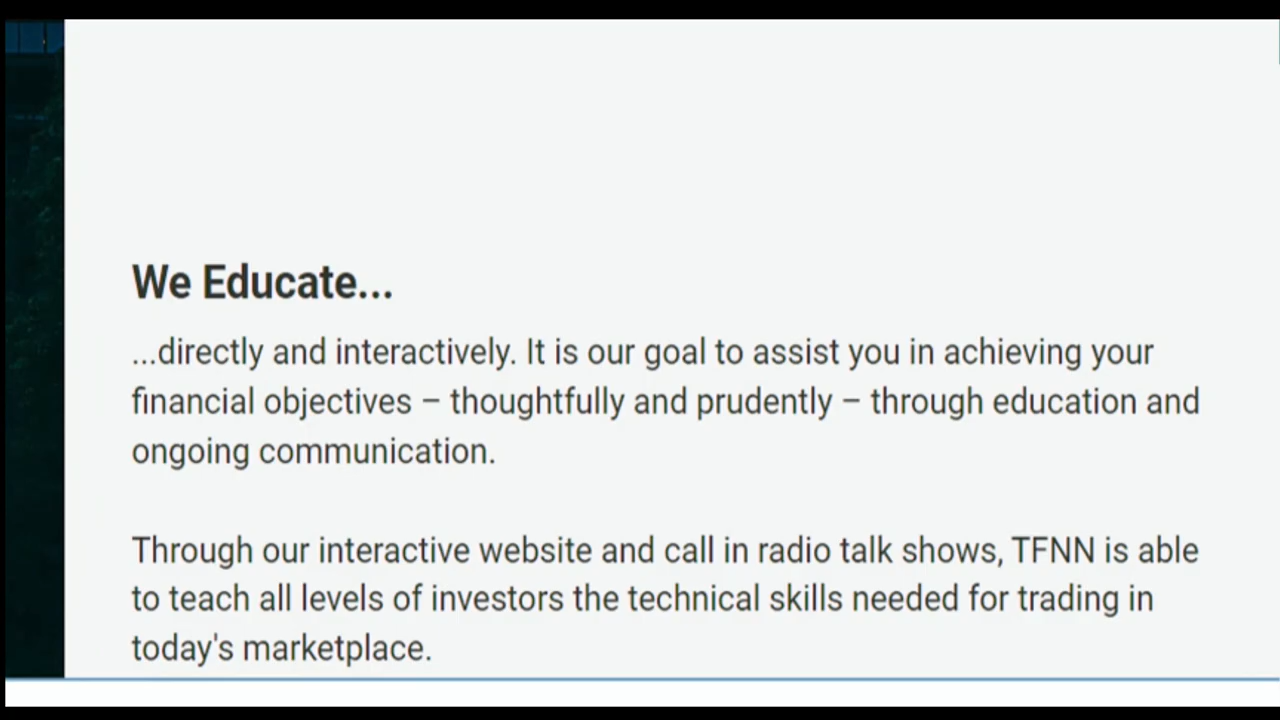 We Educate...
...directly and interactively. It is our goal to assist you in achieving your
financial objectives – thoughtfully and prudently – through education and
ongoing communication.
Through our interactive website and call in radio talk shows, TFNN is able
to teach all levels of investors the technical skills needed for trading in
today's marketplace.